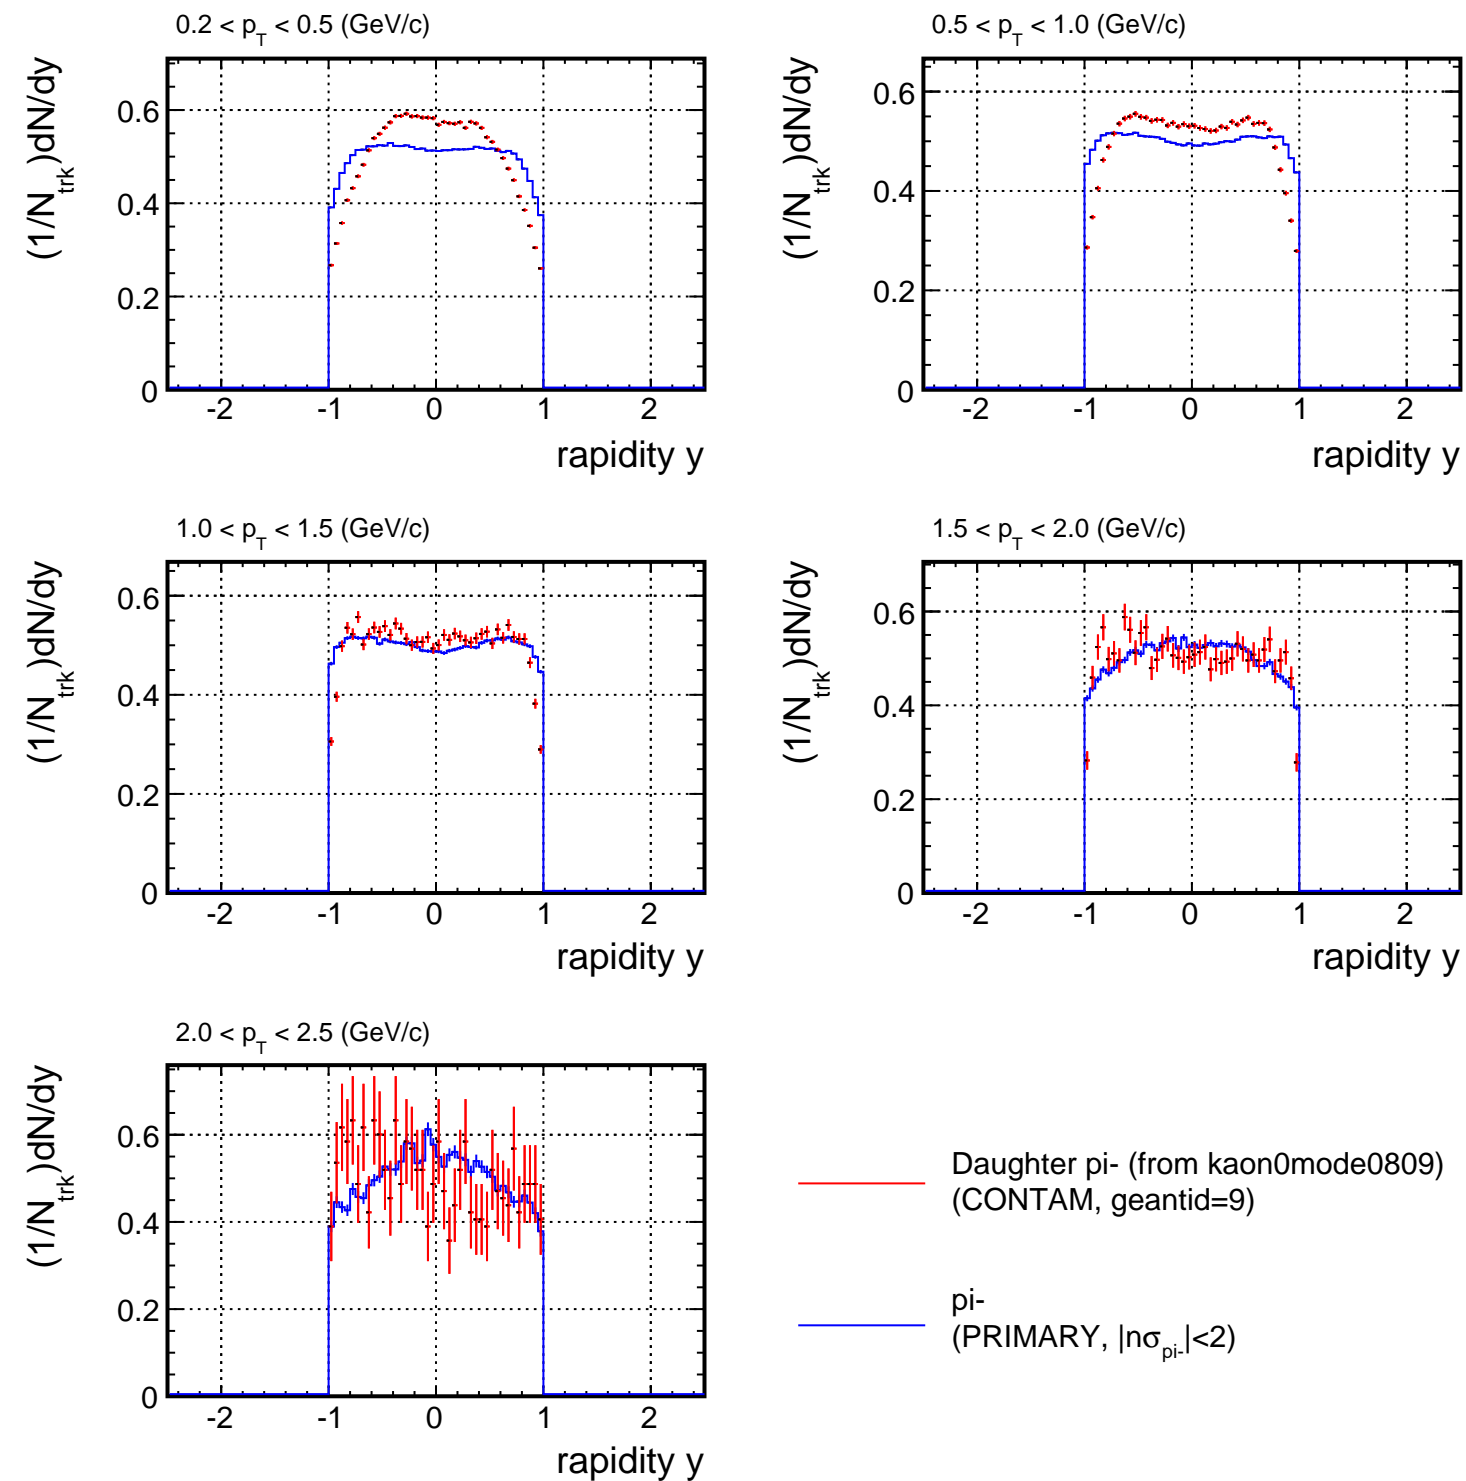 0.2 < p_T < 0.5 (GeV/c)
(1/N_trk)dN/dy
0.6
0.4
0.2
0
-2 -1 0 1 2
rapidity y
0.5 < p_T < 1.0 (GeV/c)
(1/N_trk)dN/dy
0.6
0.4
0.2
0
-2 -1 0 1 2
rapidity y
1.0 < p_T < 1.5 (GeV/c)
(1/N_trk)dN/dy
0.6
0.4
0.2
0
-2 -1 0 1 2
rapidity y
1.5 < p_T < 2.0 (GeV/c)
(1/N_trk)dN/dy
0.6
0.4
0.2
0
-2 -1 0 1 2
rapidity y
2.0 < p_T < 2.5 (GeV/c)
(1/N_trk)dN/dy
0.6
0.4
0.2
0
-2 -1 0 1 2
rapidity y
Daughter pi- (from kaon0mode0809)
(CONTAM, geantid=9)
pi-
(PRIMARY, |nσ_pi-|<2)